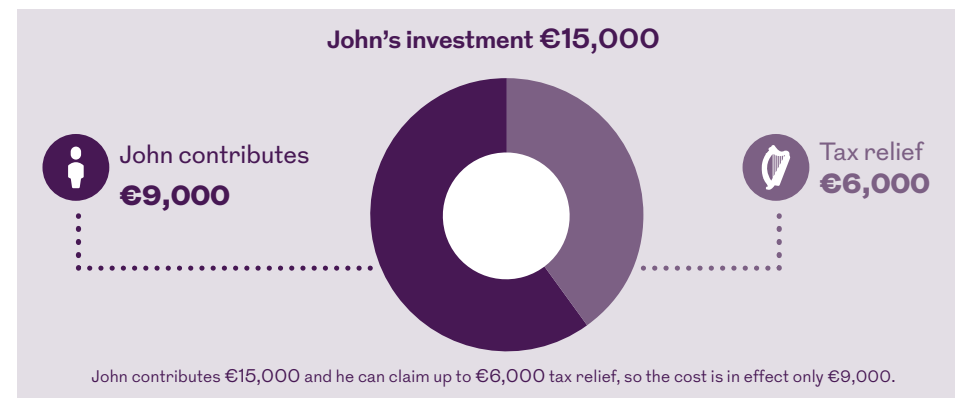 John's investment €15,000
John contributes
€9,000
Tax relief
€6,000
John contributes €15,000 and he can claim up to €6,000 tax relief, so the cost is in effect only €9,000.